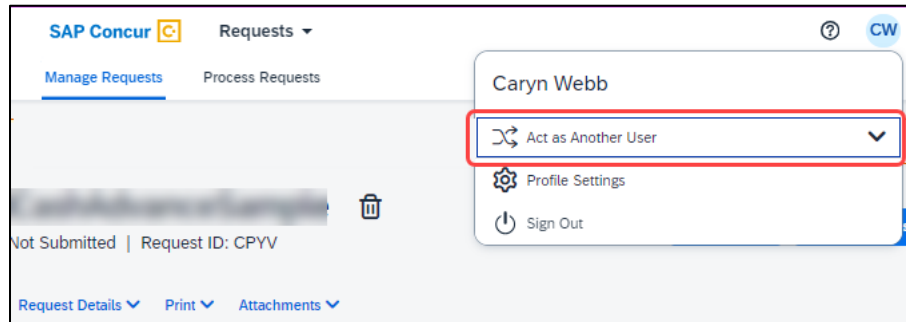 SAP Concur C Requests
CW
Manage Requests Process Requests
Caryn Webb
Act as Another User
Profile Settings
Sign Out
Not Submitted | Request ID: CPYV
Request Details Print Attachments